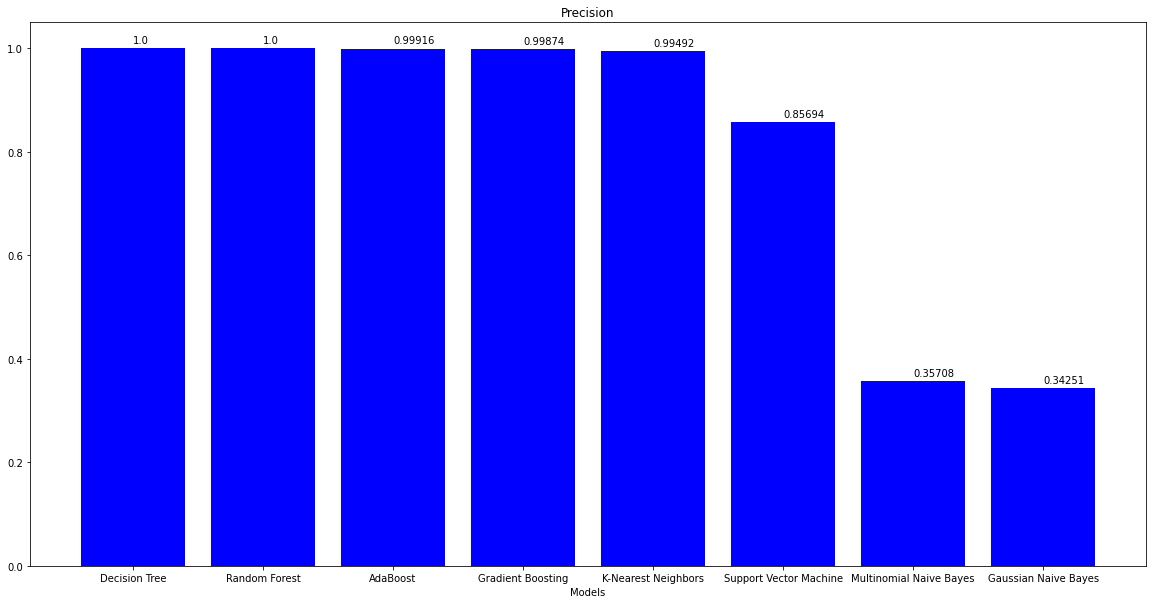 Precision
1.0
0.8
0.6
0.4
0.2
0.0
1.0
1.0
0.99916
0.99874
0.99492
0.85694
0.35708
0.34251
Decision Tree
Random Forest
AdaBoost
Gradient Boosting
K-Nearest Neighbors
Support Vector Machine
Multinomial Naive Bayes
Gaussian Naive Bayes
Models